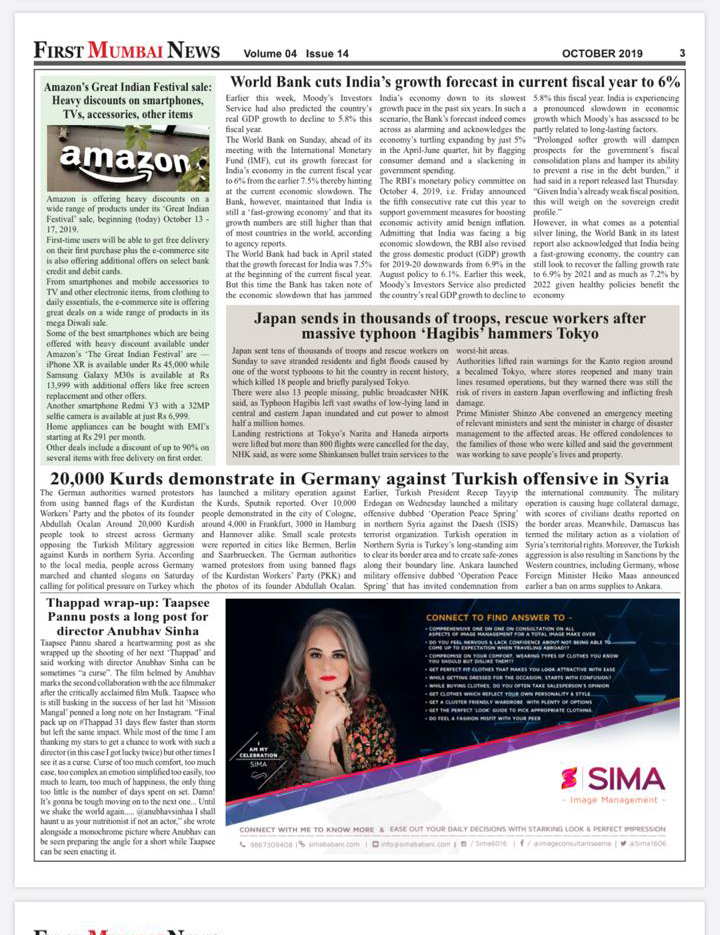 FIRST MUMBAI NEWS Volume 04 Issue 14 OCTOBER 2019 3
Amazon's Great Indian Festival sale:
Heavy discounts on smartphones,
TVs, accessories, other items
amazon
Amazon is offering heavy discounts on a
wide range of products under its 'Great Indian
Festival' sale, beginning (today) October 13 -
17, 2019.
First-time users will be able to get free delivery
on their first purchase plus the e-commerce site
is also offering additional offers on select bank
credit and debit cards.
From smartphones and mobile accessories to
TV and other electronic items, from clothing to
daily essentials, the e-commerce site is offering
great deals on a wide range of products in its
mega Diwali sale.
Some of the best smartphones which are being
offered with heavy discount available under
Amazon's 'The Great Indian Festival' are —
iPhone XR is available under Rs 45,000 while
Samsung Galaxy M30s is available at Rs
13,999 with additional offers like free screen
replacement and other offers.
Another smartphone Redmi Y3 with a 32MP
selfie camera is available at just Rs 6,999.
Home appliances can be bought with EMI's
starting at Rs 291 per month.
Other deals include a discount of up to 90% on
several items with free delivery on first order.
World Bank cuts India's growth forecast in current fiscal year to 6%
Earlier this week, Moody's Investors
Service had also predicted the country's
real GDP growth to decline to 5.8% this
fiscal year.
The World Bank on Sunday, ahead of its
meeting with the International Monetary
Fund (IMF), cut its growth forecast for
India's economy in the current fiscal year
to 6% from the earlier 7.5% thereby hinting
at the current economic slowdown. The
Bank, however, maintained that India is
still a 'fast-growing economy' and that its
growth numbers are still higher than that
of most countries in the world, according
to agency reports.
The World Bank had back in April stated
that the growth forecast for India was 7.5%
at the beginning of the current fiscal year.
But this time the Bank has taken note of
the economic slowdown that has jammed
India's economy down to its slowest
growth pace in the past six years. In such a
scenario, the Bank's forecast indeed comes
across as alarming and acknowledges the
economy's turtling expanding by just 5%
in the April-June quarter, hit by flagging
consumer demand and a slackening in
government spending.
The RBI's monetary policy committee on
October 4, 2019, i.e. Friday announced
the fifth consecutive rate cut this year to
support government measures for boosting
economic activity amid benign inflation.
Admitting that India was facing a big
economic slowdown, the RBI also revised
the gross domestic product (GDP) growth
for 2019-20 downwards from 6.9% in the
August policy to 6.1%. Earlier this week,
Moody's Investors Service also predicted
the country's real GDP growth to decline to
5.8% this fiscal year. India is experiencing
a pronounced slowdown in economic
growth which Moody's has assessed to be
partly related to long-lasting factors.
"Prolonged softer growth will dampen
prospects for the government's fiscal
consolidation plans and hamper its ability
to prevent a rise in the debt burden," it
had said in a report released last Thursday.
"Given India's already weak fiscal position,
this will weigh on the sovereign credit
profile."
However, in what comes as a potential
silver lining, the World Bank in its latest
report also acknowledged that India being
a fast-growing economy, the country can
still look to recover the falling growth rate
to 6.9% by 2021 and as much as 7.2% by
2022 given healthy policies benefit the
economy
Japan sends in thousands of troops, rescue workers after
massive typhoon 'Hagibis' hammers Tokyo
Japan sent tens of thousands of troops and rescue workers on
Sunday to save stranded residents and fight floods caused by
one of the worst typhoons to hit the country in recent history,
which killed 18 people and briefly paralysed Tokyo.
There were also 13 people missing, public broadcaster NHK
said, as Typhoon Hagibis left vast swaths of low-lying land in
central and eastern Japan inundated and cut power to almost
half a million homes.
Landing restrictions at Tokyo's Narita and Haneda airports
were lifted but more than 800 flights were cancelled for the day,
NHK said, as were some Shinkansen bullet train services to the
worst-hit areas.
Authorities lifted rain warnings for the Kanto region around
a becalmed Tokyo, where stores reopened and many train
lines resumed operations, but they warned there was still the
risk of rivers in eastern Japan overflowing and inflicting fresh
damage.
Prime Minister Shinzo Abe convened an emergency meeting
of relevant ministers and sent the minister in charge of disaster
management to the affected areas. He offered condolences to
the families of those who were killed and said the government
was working to save people's lives and property.
20,000 Kurds demonstrate in Germany against Turkish offensive in Syria
The German authorities warned protestors
from using banned flags of the Kurdistan
Workers' Party and the photos of its founder
Abdullah Ocalan Around 20,000 Kurdish
people took to streest across Germany
opposing the Turkish Military aggression
against Kurds in northern Syria. According
to the local media, people across Germany
marched and chanted slogans on Saturday
calling for political pressure on Turkey which
has launched a military operation against
the Kurds, Sputnik reported. Over 10,000
people demonstrated in the city of Cologne,
around 4,000 in Frankfurt, 3000 in Hamburg
and Hannover alike. Small scale protests
were reported in cities like Bermen, Berlin
and Saarbruecken. The German authorities
warned protestors from using banned flags
of the Kurdistan Workers' Party (PKK) and
the photos of its founder Abdullah Ocalan.
Earlier, Turkish President Recep Tayyip
Erdogan on Wednesday launched a military
offensive dubbed 'Operation Peace Spring'
in northern Syria against the Daesh (ISIS)
terrorist organization. Turkish operation in
Northern Syria is Turkey's long-standing aim
to clear its border area and to create safe-zones
along their boundary line. Ankara launched
military offensive dubbed 'Operation Peace
Spring' that has invited condemnation from
the international community. The military
operation is causing huge collateral damage,
with scores of civilians deaths reported on
the border areas. Meanwhile, Damascus has
termed the military action as a violation of
Syria's territorial rights. Moreover, the Turkish
aggression is also resulting in Sanctions by the
Western countries, including Germany, whose
Foreign Minister Heiko Maas announced
earlier a ban on arms supplies to Ankara.
Thappad wrap-up: Taapsee
Pannu posts a long post for
director Anubhav Sinha
Taapsee Pannu shared a heartwarming post as she
wrapped up the shooting of her next 'Thappad' and
said working with director Anubhav Sinha can be
sometimes "a curse". The film helmed by Anubhav
marks the second collaboration with the ace filmmaker
after the critically acclaimed film Mulk. Taapsee who
is still basking in the success of her last hit 'Mission
Mangal' penned a long note on her Instagram. "Final
pack up on #Thappad 31 days flew faster than storm
but left the same impact. While most of the time I am
thanking my stars to get a chance to work with such a
director (in this case I got lucky twice) but other times I
see it as a curse. Curse of too much comfort, too much
ease, too complex an emotion simplified too easily, too
much to learn, too much of happiness, the only thing
too little is the number of days spent on set. Damn!
It's gonna be tough moving on to the next one... Until
we shake the world again..... @anubhavsinhaa I shall
haunt u as your nutritionist if not an actor," she wrote
alongside a monochrome picture where Anubhav can
be seen preparing the angle for a short while Taapsee
can be seen enacting it.
I
AM MY
CELEBRATION
SIMA
CONNECT TO FIND ANSWER TO -
• COMPREHENSIVE ONE ON ONE CONSULTATION ON ALL
ASPECTS OF IMAGE MANAGEMENT FOR A TOTAL IMAGE MAKE OVER
• DO YOU FEEL NERVOUS & LACK CONFIDENCE ABOUT NOT BEING ABLE TO
COME UP TO EXPECTATION WHEN TRAVELING ABROAD??
• COMPROMISE ON YOUR COMFORT, WEARING TYPES OF CLOTHES YOU KNOW
YOU SHOULD BUT DISLIKE THEM!!
• GET PERFECT FIT CLOTHES THAT MAKES YOU LOOK ATTRACTIVE WITH EASE
• WHILE GETTING DRESSED FOR THE OCCASION, STARTS WITH CONFUSION?
• WHILE BUYING CLOTHES, DO YOU OFTEN TAKE SALESPERSON'S OPINION
• GET CLOTHES WHICH REFLECT YOUR OWN PERSONALITY & STYLE
• GET A CLUSTER FRIENDLY WARDROBE WITH PLENTY OF OPTIONS
• GET THE PERFECT 'LOOK' GUIDE TO PICK APPROPRIATE CLOTHING
• DO FEEL A FASHION MISFIT WITH YOUR PEER
SIMA
- Image Management -
CONNECT WITH ME TO KNOW MORE & EASE OUT YOUR DAILY DECISIONS WITH STARKING LOOK & PERFECT IMPRESSION
9867309408 | simababani.com | info@simababani.com | / Sima6016 | / @imageconsultantseema | @Sima1606